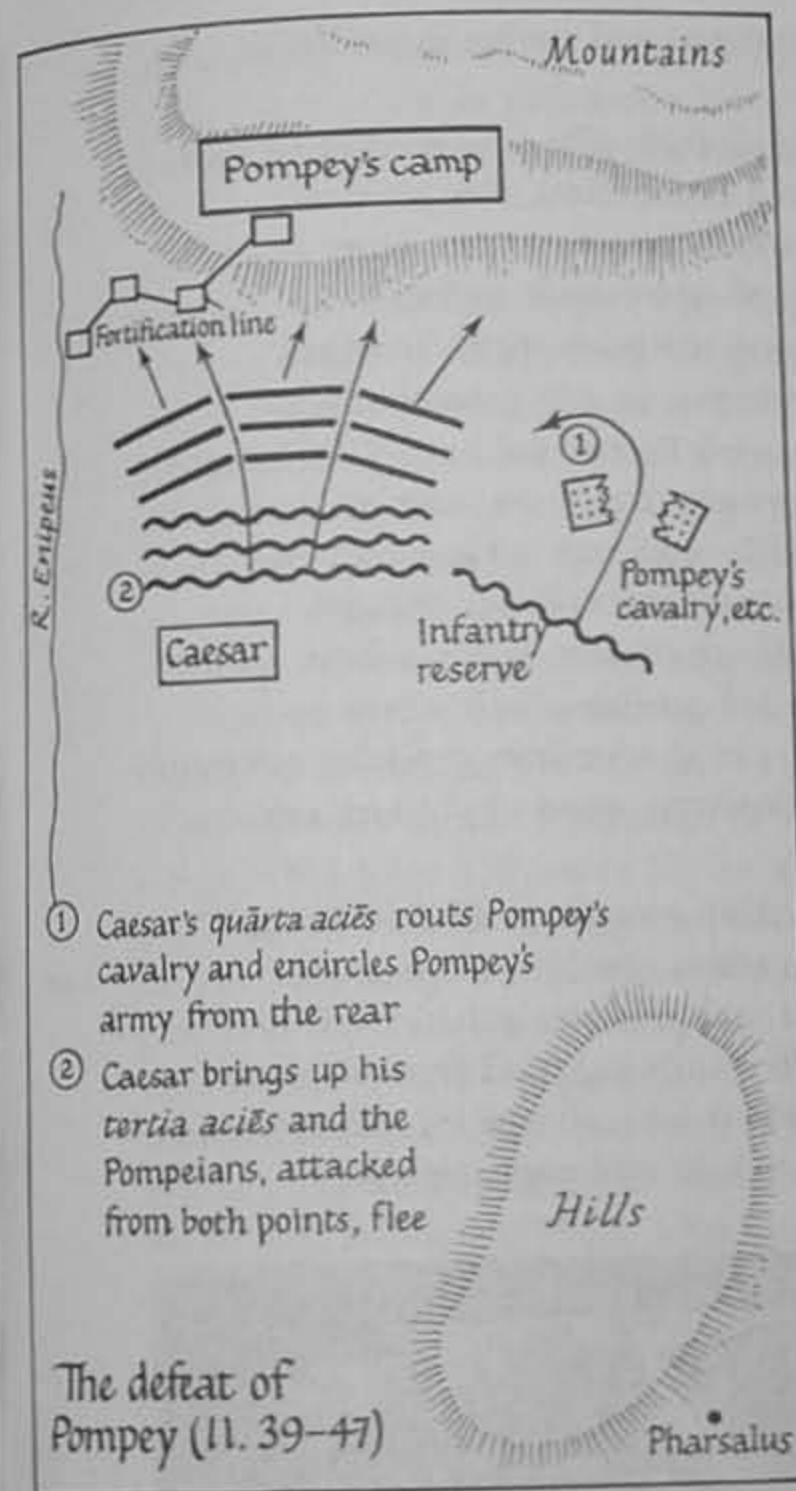 Mountains
Pompey's camp
Fortification line
R. Enipeus
①
Pompey's
cavalry, etc.
②
Caesar
Infantry
reserve
① Caesar's quārta aciēs routs Pompey's
cavalry and encircles Pompey's
army from the rear
② Caesar brings up his
tertia aciēs and the
Pompeians, attacked
from both points, flee
Hills
The defeat of
Pompey (ll. 39–47)
Pharsalus